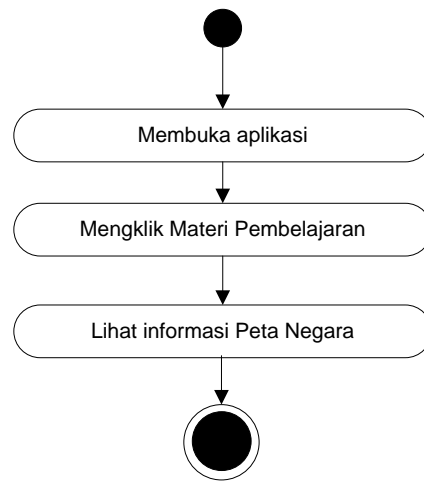 Membuka aplikasi
Mengklik Materi Pembelajaran
Lihat informasi Peta Negara